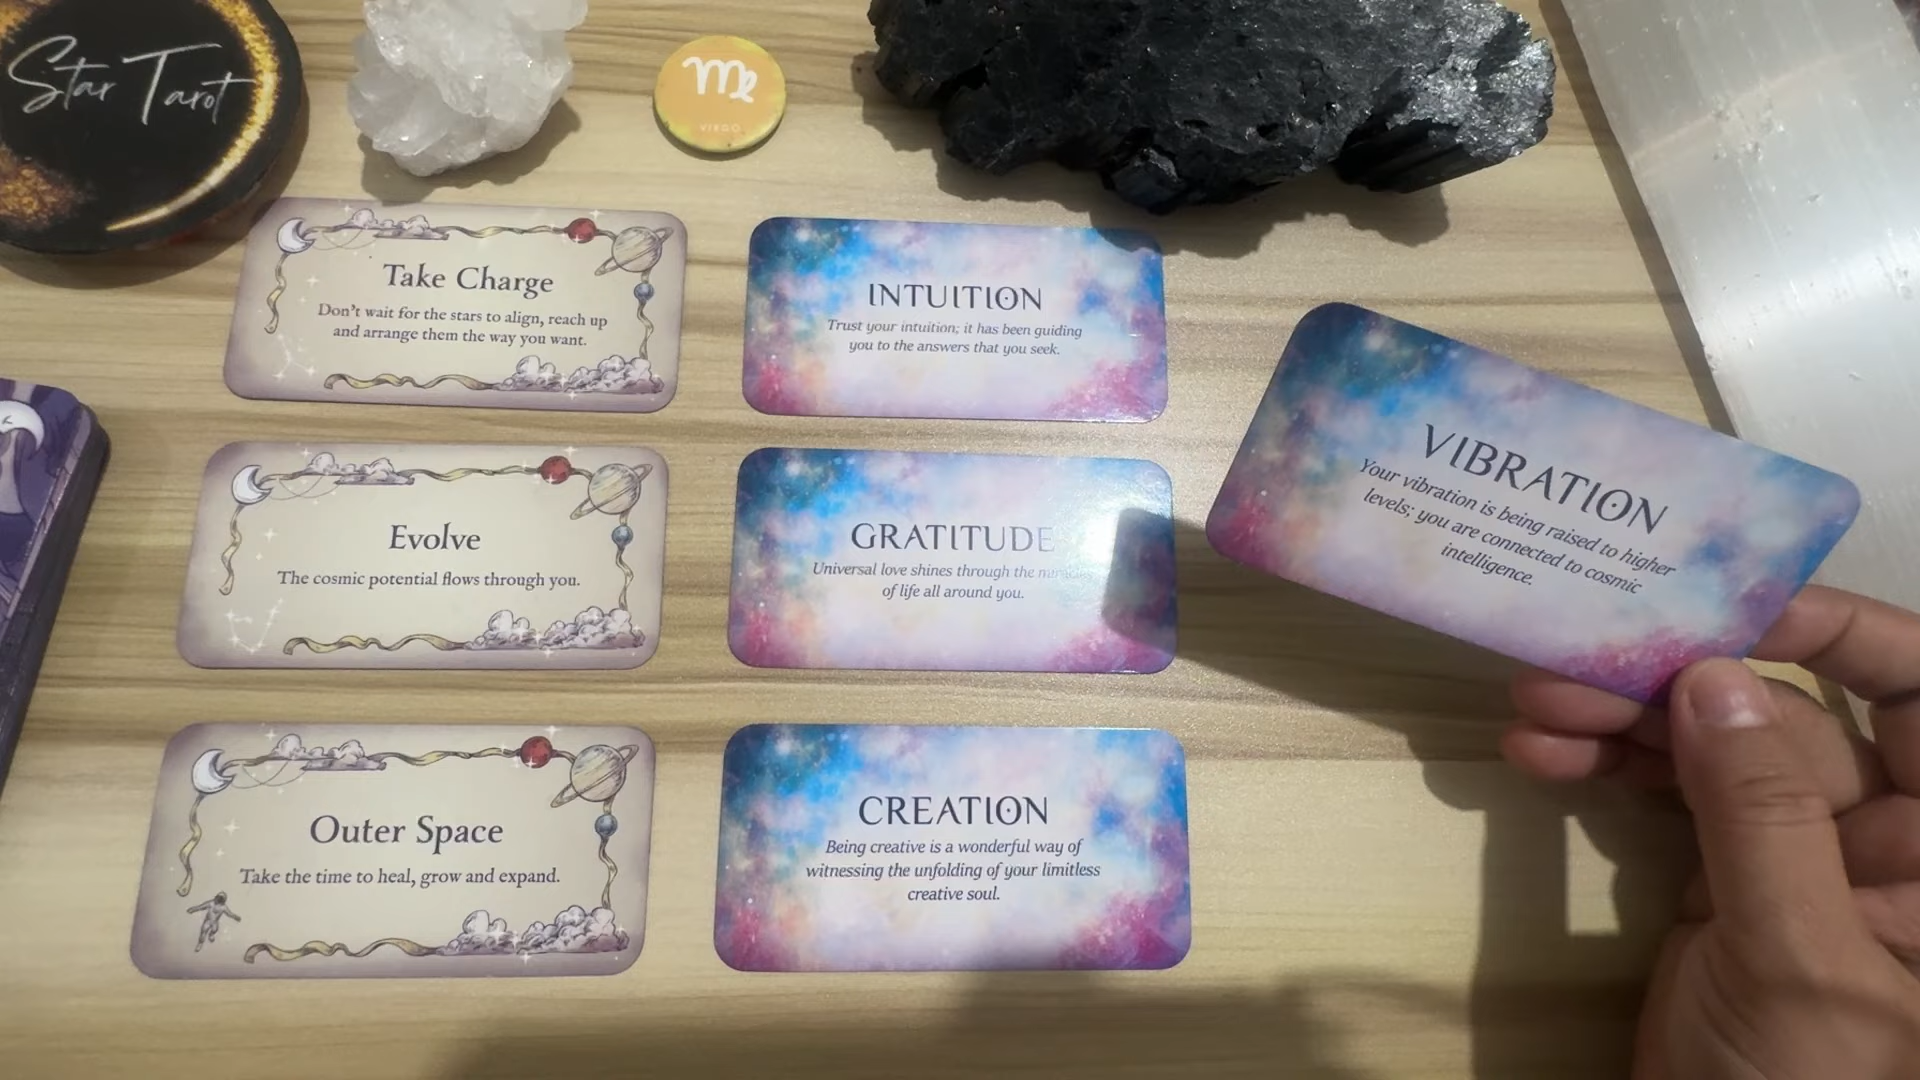 Star Tarot
VIRGO
Take Charge
Don't wait for the stars to align, reach up
and arrange them the way you want.
INTUITION
Trust your intuition; it has been guiding
you to the answers that you seek.
VIBRATION
Your vibration is being raised to higher
levels; you are connected to cosmic
intelligence.
Evolve
The cosmic potential flows through you.
GRATITUDE
Universal love shines through the miracles
of life all around you.
Outer Space
Take the time to heal, grow and expand.
CREATION
Being creative is a wonderful way of
witnessing the unfolding of your limitless
creative soul.